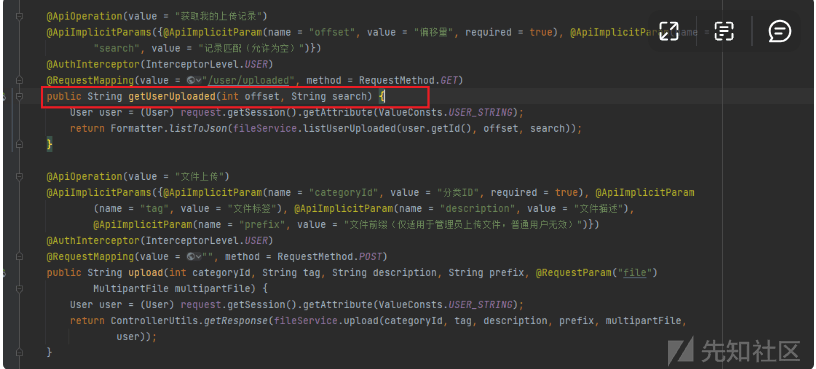 @ApiOperation(value = "获取我的上传记录")
@ApiImplicitParams({@ApiImplicitParam(name = "offset", value = "偏移量", required = true), @ApiImplicitParam(name =
"search", value = "记录匹配（允许为空）")})
@AuthInterceptor(InterceptorLevel.USER)
@RequestMapping(value = "/user/uploaded", method = RequestMethod.GET)
public String getUserUploaded(int offset, String search) {
User user = (User) request.getSession().getAttribute(ValueConsts.USER_STRING);
return Formatter.listToJson(fileService.listUserUploaded(user.getId(), offset, search));
}
@ApiOperation(value = "文件上传")
@ApiImplicitParams({@ApiImplicitParam(name = "categoryId", value = "分类ID", required = true), @ApiImplicitParam
(name = "tag", value = "文件标签"), @ApiImplicitParam(name = "description", value = "文件描述"),
@ApiImplicitParam(name = "prefix", value = "文件前缀（仅适用于管理员上传文件，普通用户无效）")})
@AuthInterceptor(InterceptorLevel.USER)
@RequestMapping(value = "", method = RequestMethod.POST)
public String upload(int categoryId, String tag, String description, String prefix, @RequestParam("file")
MultipartFile multipartFile) {
User user = (User) request.getSession().getAttribute(ValueConsts.USER_STRING);
return ControllerUtils.getResponse(fileService.upload(categoryId, tag, description, prefix, multipartFile,
user));
}
先知社区